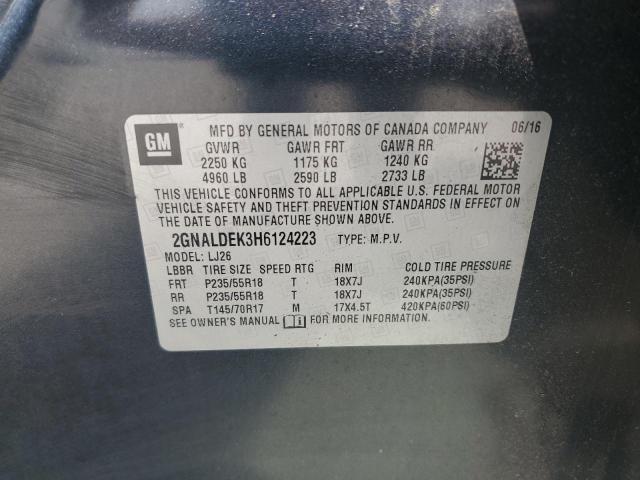 GM ® MFD BY GENERAL MOTORS OF CANADA COMPANY 06/16
GVWR GAWR FRT GAWR RR
2250 KG 1175 KG 1240 KG
4960 LB 2590 LB 2733 LB
THIS VEHICLE CONFORMS TO ALL APPLICABLE U.S. FEDERAL MOTOR
VEHICLE SAFETY AND THEFT PREVENTION STANDARDS IN EFFECT ON
THE DATE OF MANUFACTURE SHOWN ABOVE.
2GNALDEK3H6124223 TYPE: M.P.V.
MODEL: LJ26
LBBR TIRE SIZE SPEED RTG RIM COLD TIRE PRESSURE
FRT P235/55R18 T 18X7J 240KPA(35PSI)
RR P235/55R18 T 18X7J 240KPA(35PSI)
SPA T145/70R17 M 17X4.5T 420KPA(60PSI)
SEE OWNER'S MANUAL FOR MORE INFORMATION.